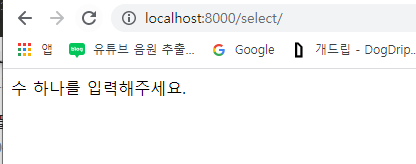 localhost:8000/select/
앱
blog
유튜브 음원 추출...
Google
개드립 - DogDrip.
수 하나를 입력해주세요.